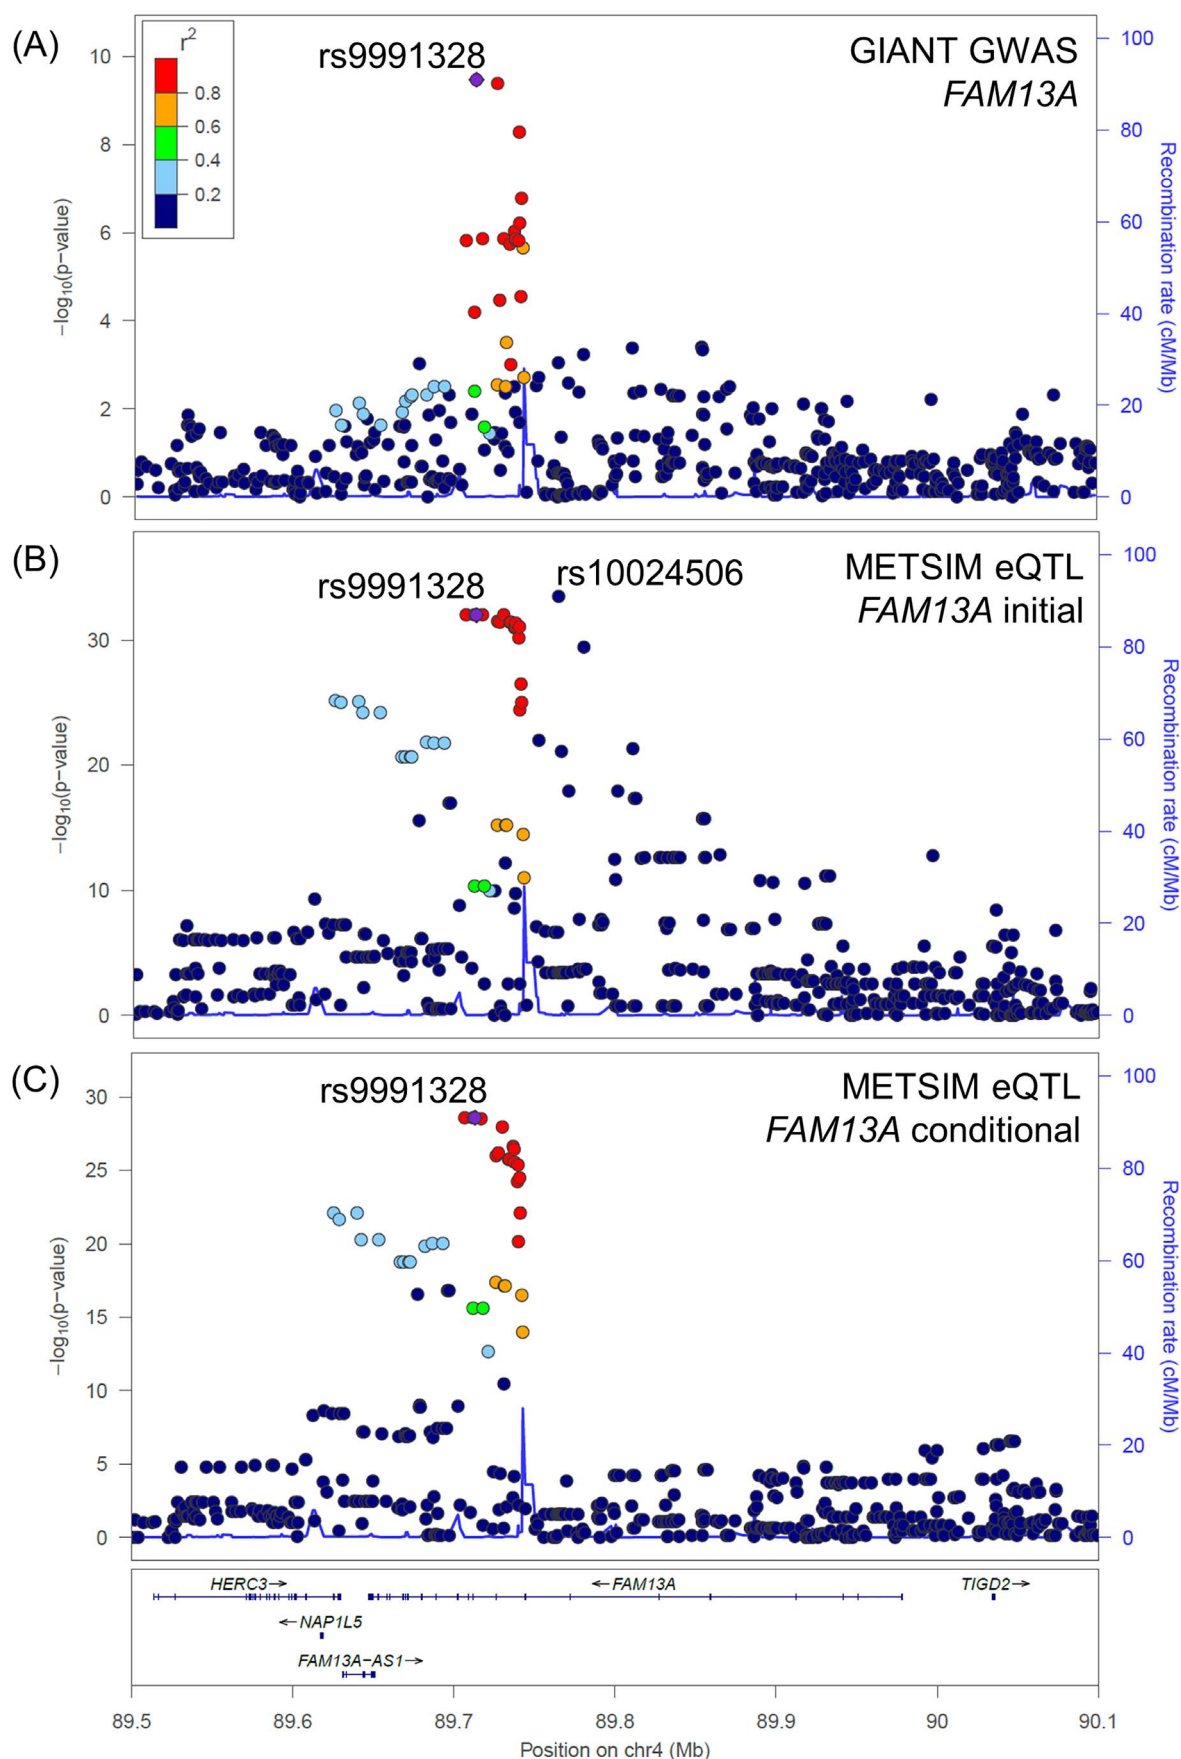 (A)
r2
0.8
0.6
0.4
0.2
rs9991328
GIANT GWAS
FAM13A
10
8
6
4
2
0
−log10(p−value)
100
80
60
40
20
0
Recombination rate (cM/Mb)
(B)
rs9991328
rs10024506
METSIM eQTL
FAM13A initial
30
20
10
0
−log10(p−value)
100
80
60
40
20
0
Recombination rate (cM/Mb)
(C)
rs9991328
METSIM eQTL
FAM13A conditional
30
25
20
15
10
5
0
−log10(p−value)
100
80
60
40
20
0
Recombination rate (cM/Mb)
HERC3→
←FAM13A
TIGD2→
←NAP1L5
FAM13A−AS1→
89.5 89.6 89.7 89.8 89.9 90 90.1
Position on chr4 (Mb)